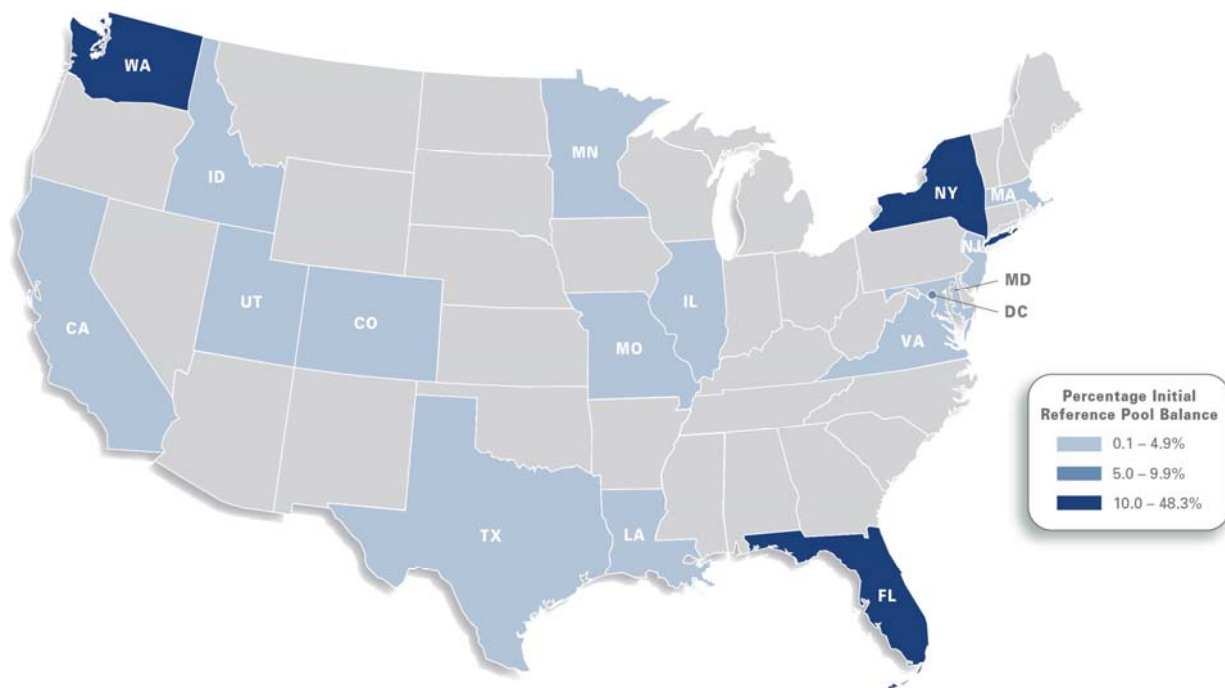 WA
MN
ID
NY
MA
NJ
MD
UT
IL
DC
CA
CO
MO
VA
Percentage Initial
Reference Pool Balance
0.1 – 4.9%
5.0 – 9.9%
10.0 – 48.3%
TX
LA
FL